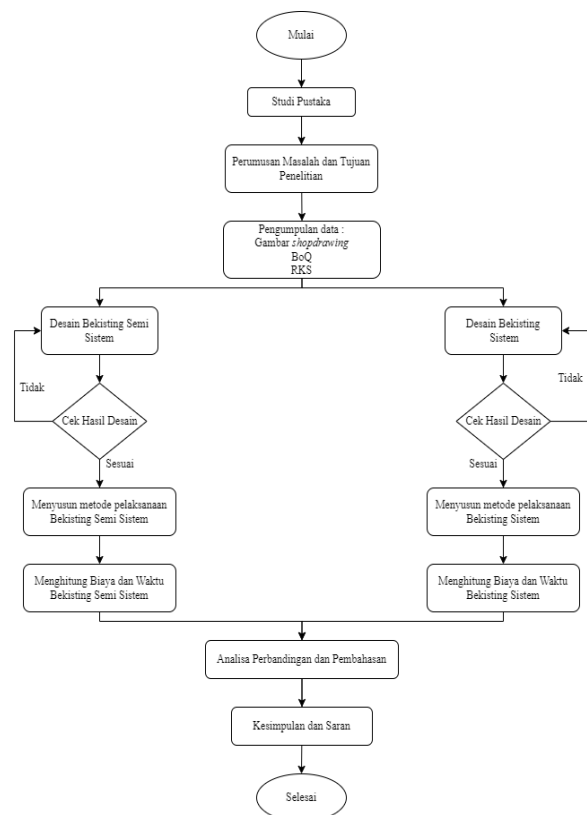 Mulai
Studi Pustaka
Perumusan Masalah dan Tujuan
Penelitian
Pengumpulan data :
Gambar shopdrawing
BoQ
RKS
Desain Bekisting Semi
Sistem
Tidak
Cek Hasil Desain
Sesuai
Menyusun metode pelaksanaan
Bekisting Semi Sistem
Menghitung Biaya dan Waktu
Bekisting Semi Sistem
Desain Bekisting
Sistem
Tidak
Cek Hasil Desain
Sesuai
Menyusun metode pelaksanaan
Bekisting Sistem
Menghitung Biaya dan Waktu
Bekisting Sistem
Analisa Perbandingan dan Pembahasan
Kesimpulan dan Saran
Selesai